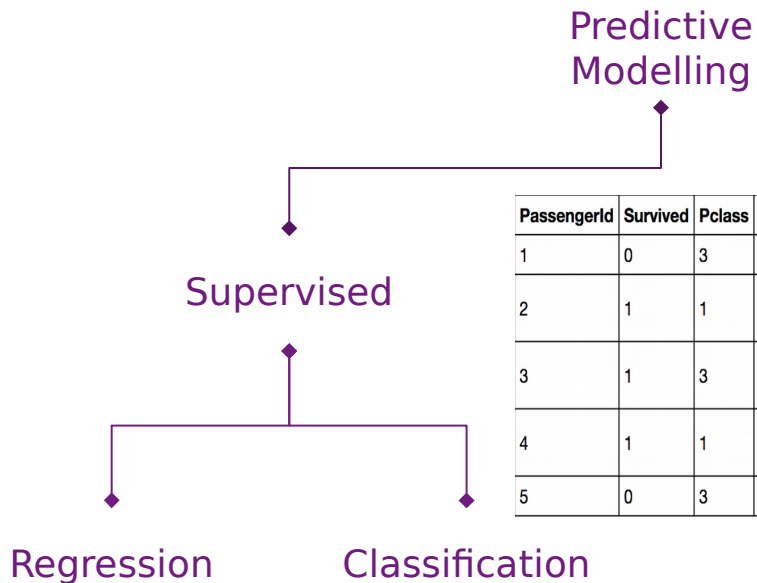 Predictive
Modelling
PassengerId Survived Pclass
1 0 3
2 1 1
3 1 3
4 1 1
5 0 3
Supervised
Regression
Classification